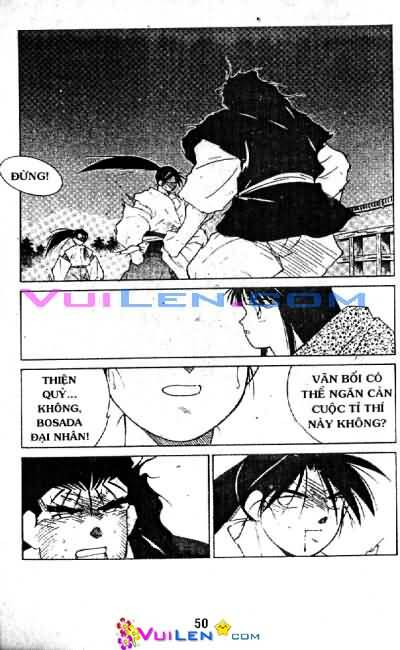 ĐỪNG!
VuiLen.com
THIỆN
QUỶ...
KHÔNG,
BOSADA
ĐẠI NHÂN!
VÃN BỐI CÓ
THỂ NGĂN CẢN
CUỘC TỈ THÍ
NÀY KHÔNG?
50
VuiLen.com